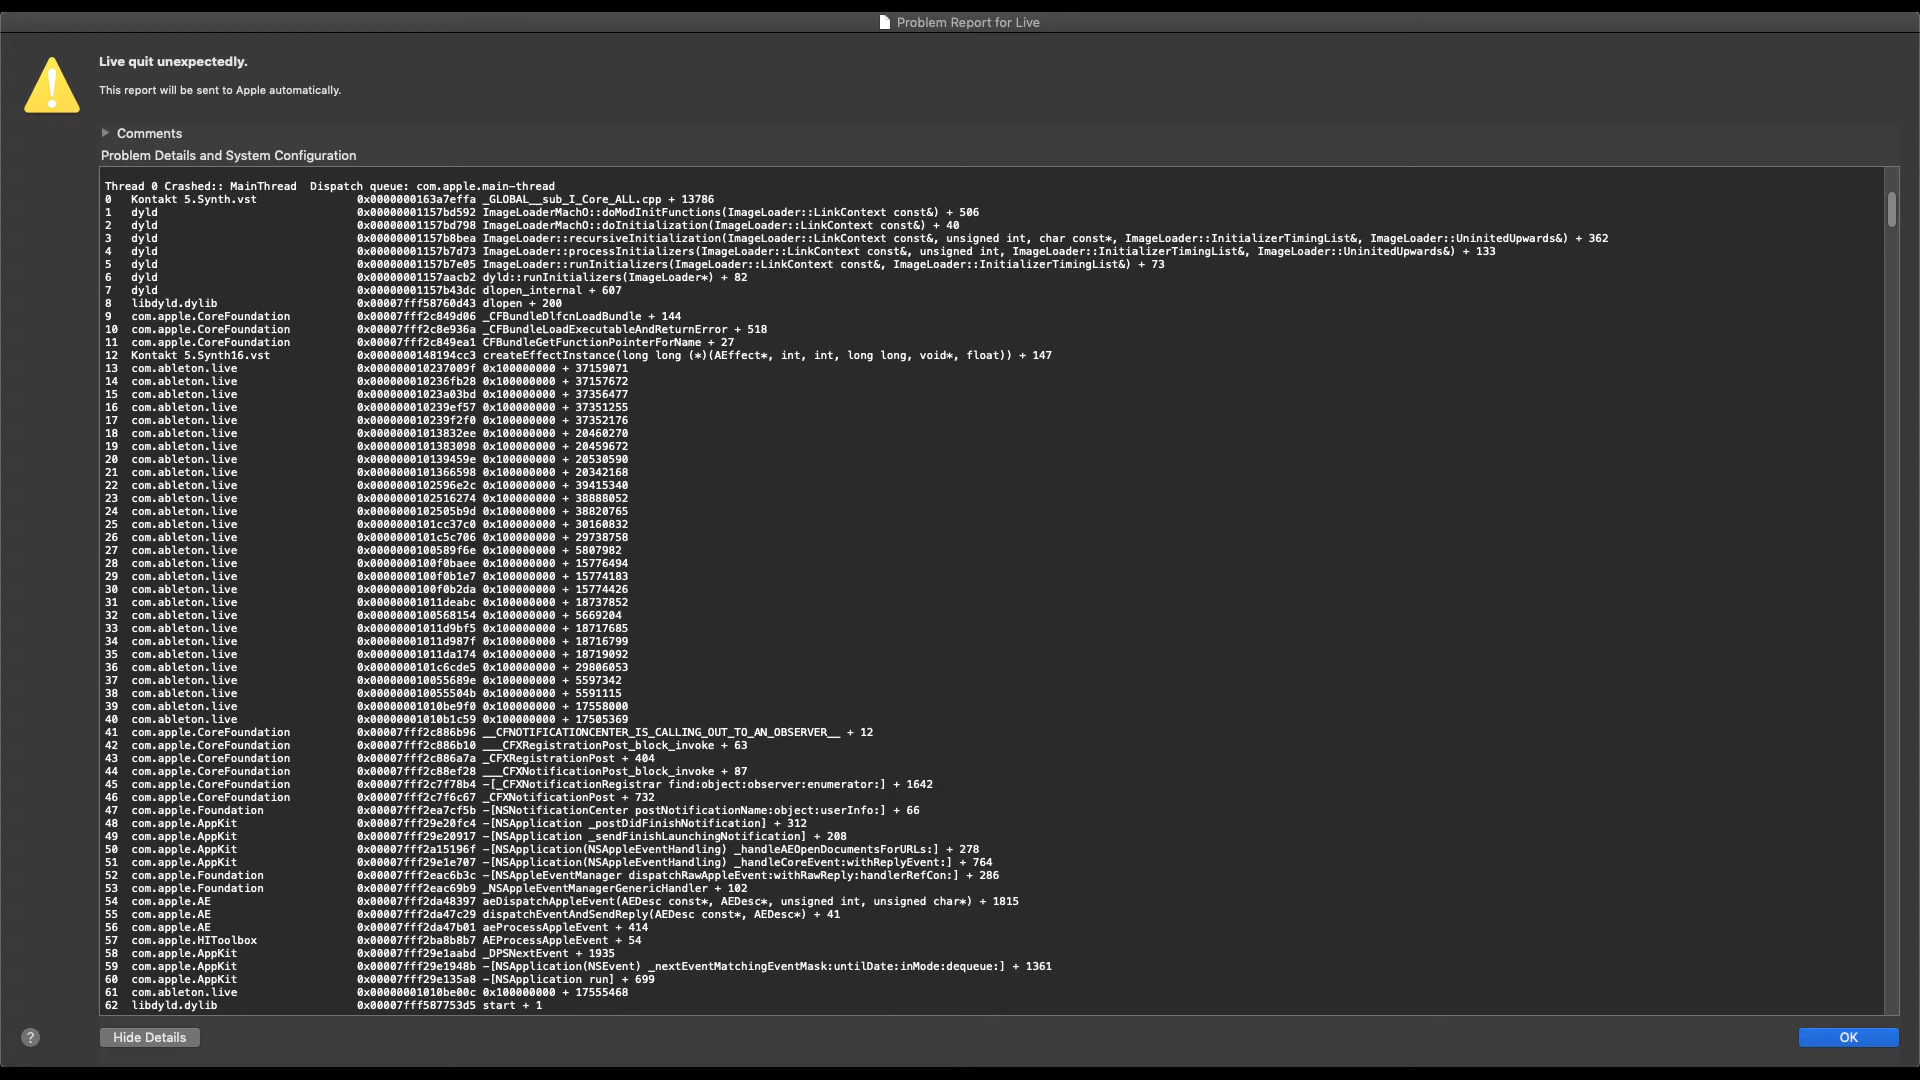 Problem Report for Live
Live quit unexpectedly.
This report will be sent to Apple automatically.
Comments
Problem Details and System Configuration
Thread 0 Crashed:: MainThread  Dispatch queue: com.apple.main-thread
0   Kontakt 5.Synth.vst   0x0000000163a7effa _GLOBAL__sub_I_Core_ALL.cpp + 13786
1   dyld   0x00000001157bd592 ImageLoaderMachO::doModInitFunctions(ImageLoader::LinkContext const&) + 506
2   dyld   0x00000001157bd798 ImageLoaderMachO::doInitialization(ImageLoader::LinkContext const&) + 40
3   dyld   0x00000001157b8bea ImageLoader::recursiveInitialization(ImageLoader::LinkContext const&, unsigned int, char const*, ImageLoader::InitializerTimingList&, ImageLoader::UninitedUpwards&) + 362
4   dyld   0x00000001157b7d73 ImageLoader::processInitializers(ImageLoader::LinkContext const&, unsigned int, ImageLoader::InitializerTimingList&, ImageLoader::UninitedUpwards&) + 133
5   dyld   0x00000001157b7e05 ImageLoader::runInitializers(ImageLoader::LinkContext const&, ImageLoader::InitializerTimingList&) + 73
6   dyld   0x00000001157aacb2 dyld::runInitializers(ImageLoader*) + 82
7   dyld   0x00000001157b43dc dlopen_internal + 607
8   libdyld.dylib   0x00007fff58760d43 dlopen + 200
9   com.apple.CoreFoundation   0x00007fff2c849d06 _CFBundleDlfcnLoadBundle + 144
10  com.apple.CoreFoundation   0x00007fff2c8e936a _CFBundleLoadExecutableAndReturnError + 518
11  com.apple.CoreFoundation   0x00007fff2c849ea1 CFBundleGetFunctionPointerForName + 27
12  Kontakt 5.Synth16.vst   0x0000000148194cc3 createEffectInstance(long long (*)(AEffect*, int, int, long long, void*, float)) + 147
13  com.ableton.live   0x000000010237009f 0x100000000 + 37159071
14  com.ableton.live   0x000000010236fb28 0x100000000 + 37157672
15  com.ableton.live   0x00000001023a03bd 0x100000000 + 37356477
16  com.ableton.live   0x000000010239ef57 0x100000000 + 37351255
17  com.ableton.live   0x000000010239f2f0 0x100000000 + 37352176
18  com.ableton.live   0x00000001013832ee 0x100000000 + 20460270
19  com.ableton.live   0x0000000101383098 0x100000000 + 20459672
20  com.ableton.live   0x000000010139459e 0x100000000 + 20530590
21  com.ableton.live   0x0000000101366598 0x100000000 + 20342168
22  com.ableton.live   0x0000000102596e2c 0x100000000 + 39415340
23  com.ableton.live   0x0000000102516274 0x100000000 + 38888052
24  com.ableton.live   0x0000000102505b9d 0x100000000 + 38820765
25  com.ableton.live   0x0000000101cc37c0 0x100000000 + 30160832
26  com.ableton.live   0x0000000101c5c706 0x100000000 + 29738758
27  com.ableton.live   0x0000000100589f6e 0x100000000 + 5807982
28  com.ableton.live   0x0000000100f0baee 0x100000000 + 15776494
29  com.ableton.live   0x0000000100f0b1e7 0x100000000 + 15774183
30  com.ableton.live   0x0000000100f0b2da 0x100000000 + 15774426
31  com.ableton.live   0x00000001011deabc 0x100000000 + 18737852
32  com.ableton.live   0x0000000100568154 0x100000000 + 5669204
33  com.ableton.live   0x00000001011d9bf5 0x100000000 + 18717685
34  com.ableton.live   0x00000001011d987f 0x100000000 + 18716799
35  com.ableton.live   0x00000001011da174 0x100000000 + 18719092
36  com.ableton.live   0x0000000101c6cde5 0x100000000 + 29806053
37  com.ableton.live   0x000000010055689e 0x100000000 + 5597342
38  com.ableton.live   0x000000010055504b 0x100000000 + 5591115
39  com.ableton.live   0x00000001010be9f0 0x100000000 + 17558000
40  com.ableton.live   0x00000001010b1c59 0x100000000 + 17505369
41  com.apple.CoreFoundation   0x00007fff2c886b96 __CFNOTIFICATIONCENTER_IS_CALLING_OUT_TO_AN_OBSERVER__ + 12
42  com.apple.CoreFoundation   0x00007fff2c886b10 ___CFXRegistrationPost_block_invoke + 63
43  com.apple.CoreFoundation   0x00007fff2c886a7a _CFXRegistrationPost + 404
44  com.apple.CoreFoundation   0x00007fff2c88ef28 ___CFXNotificationPost_block_invoke + 87
45  com.apple.CoreFoundation   0x00007fff2c7f78b4 -[_CFXNotificationRegistrar find:object:observer:enumerator:] + 1642
46  com.apple.CoreFoundation   0x00007fff2c7f6c67 _CFXNotificationPost + 732
47  com.apple.Foundation   0x00007fff2ea7cf5b -[NSNotificationCenter postNotificationName:object:userInfo:] + 66
48  com.apple.AppKit   0x00007fff29e20fc4 -[NSApplication _postDidFinishNotification] + 312
49  com.apple.AppKit   0x00007fff29e20917 -[NSApplication _sendFinishLaunchingNotification] + 208
50  com.apple.AppKit   0x00007fff2a15196f -[NSApplication(NSAppleEventHandling) _handleAEOpenDocumentsForURLs:] + 278
51  com.apple.AppKit   0x00007fff29e1e707 -[NSApplication(NSAppleEventHandling) _handleCoreEvent:withReplyEvent:] + 764
52  com.apple.Foundation   0x00007fff2eac6b3c -[NSAppleEventManager dispatchRawAppleEvent:withRawReply:handlerRefCon:] + 286
53  com.apple.Foundation   0x00007fff2eac69b9 _NSAppleEventManagerGenericHandler + 102
54  com.apple.AE   0x00007fff2da48397 aeDispatchAppleEvent(AEDesc const*, AEDesc*, unsigned int, unsigned char*) + 1815
55  com.apple.AE   0x00007fff2da47c29 dispatchEventAndSendReply(AEDesc const*, AEDesc*) + 41
56  com.apple.AE   0x00007fff2da47b01 aeProcessAppleEvent + 414
57  com.apple.HIToolbox   0x00007fff2ba8b8b7 AEProcessAppleEvent + 54
58  com.apple.AppKit   0x00007fff29e1aabd _DPSNextEvent + 1935
59  com.apple.AppKit   0x00007fff29e1948b -[NSApplication(NSEvent) _nextEventMatchingEventMask:untilDate:inMode:dequeue:] + 1361
60  com.apple.AppKit   0x00007fff29e135a8 -[NSApplication run] + 699
61  com.ableton.live   0x00000001010be00c 0x100000000 + 17555468
62  libdyld.dylib   0x00007fff587753d5 start + 1
?
Hide Details
OK